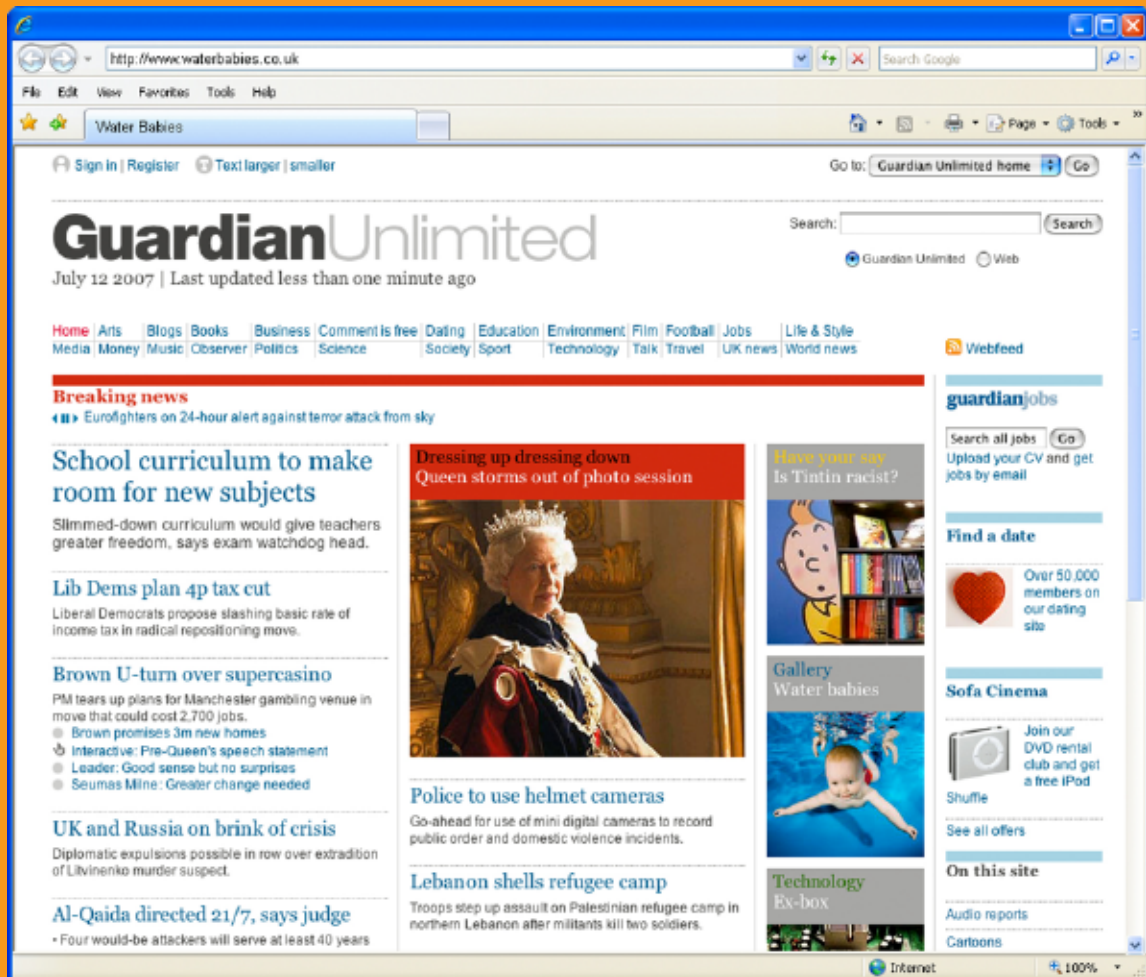 http://www.waterbabies.co.uk
Search Google
File Edit View Favorites Tools Help
Water Babies
Page Tools
Sign in | Register Text larger | smaller
Go to: Guardian Unlimited home Go
GuardianUnlimited
July 12 2007 | Last updated less than one minute ago
Search: Search
Guardian Unlimited Web
Home Arts Blogs Books Business Comment is free Dating Education Environment Film Football Jobs Life & Style
Media Money Music Observer Politics Science Society Sport Technology Talk Travel UK news World news
Webfeed
Breaking news
Eurofighters on 24-hour alert against terror attack from sky
School curriculum to make
room for new subjects
Slimmed-down curriculum would give teachers
greater freedom, says exam watchdog head.
Lib Dems plan 4p tax cut
Liberal Democrats propose slashing basic rate of
income tax in radical repositioning move.
Brown U-turn over supercasino
PM tears up plans for Manchester gambling venue in
move that could cost 2,700 jobs.
Brown promises 3m new homes
Interactive: Pre-Queen's speech statement
Leader: Good sense but no surprises
Seumas Milne: Greater change needed
UK and Russia on brink of crisis
Diplomatic expulsions possible in row over extradition
of Litvinenko murder suspect.
Al-Qaida directed 21/7, says judge
• Four would-be attackers will serve at least 40 years
Dressing up dressing down
Queen storms out of photo session
Police to use helmet cameras
Go-ahead for use of mini digital cameras to record
public order and domestic violence incidents.
Lebanon shells refugee camp
Troops step up assault on Palestinian refugee camp in
northern Lebanon after militants kill two soldiers.
Have your say
Is Tintin racist?
Gallery
Water babies
Technology
Ex-box
guardianjobs
Search all jobs Go
Upload your CV and get
jobs by email
Find a date
Over 50,000
members on
our dating
site
Sofa Cinema
Join our
DVD rental
club and get
a free iPod
Shuffle
See all offers
On this site
Audio reports
Cartoons
Internet
100%